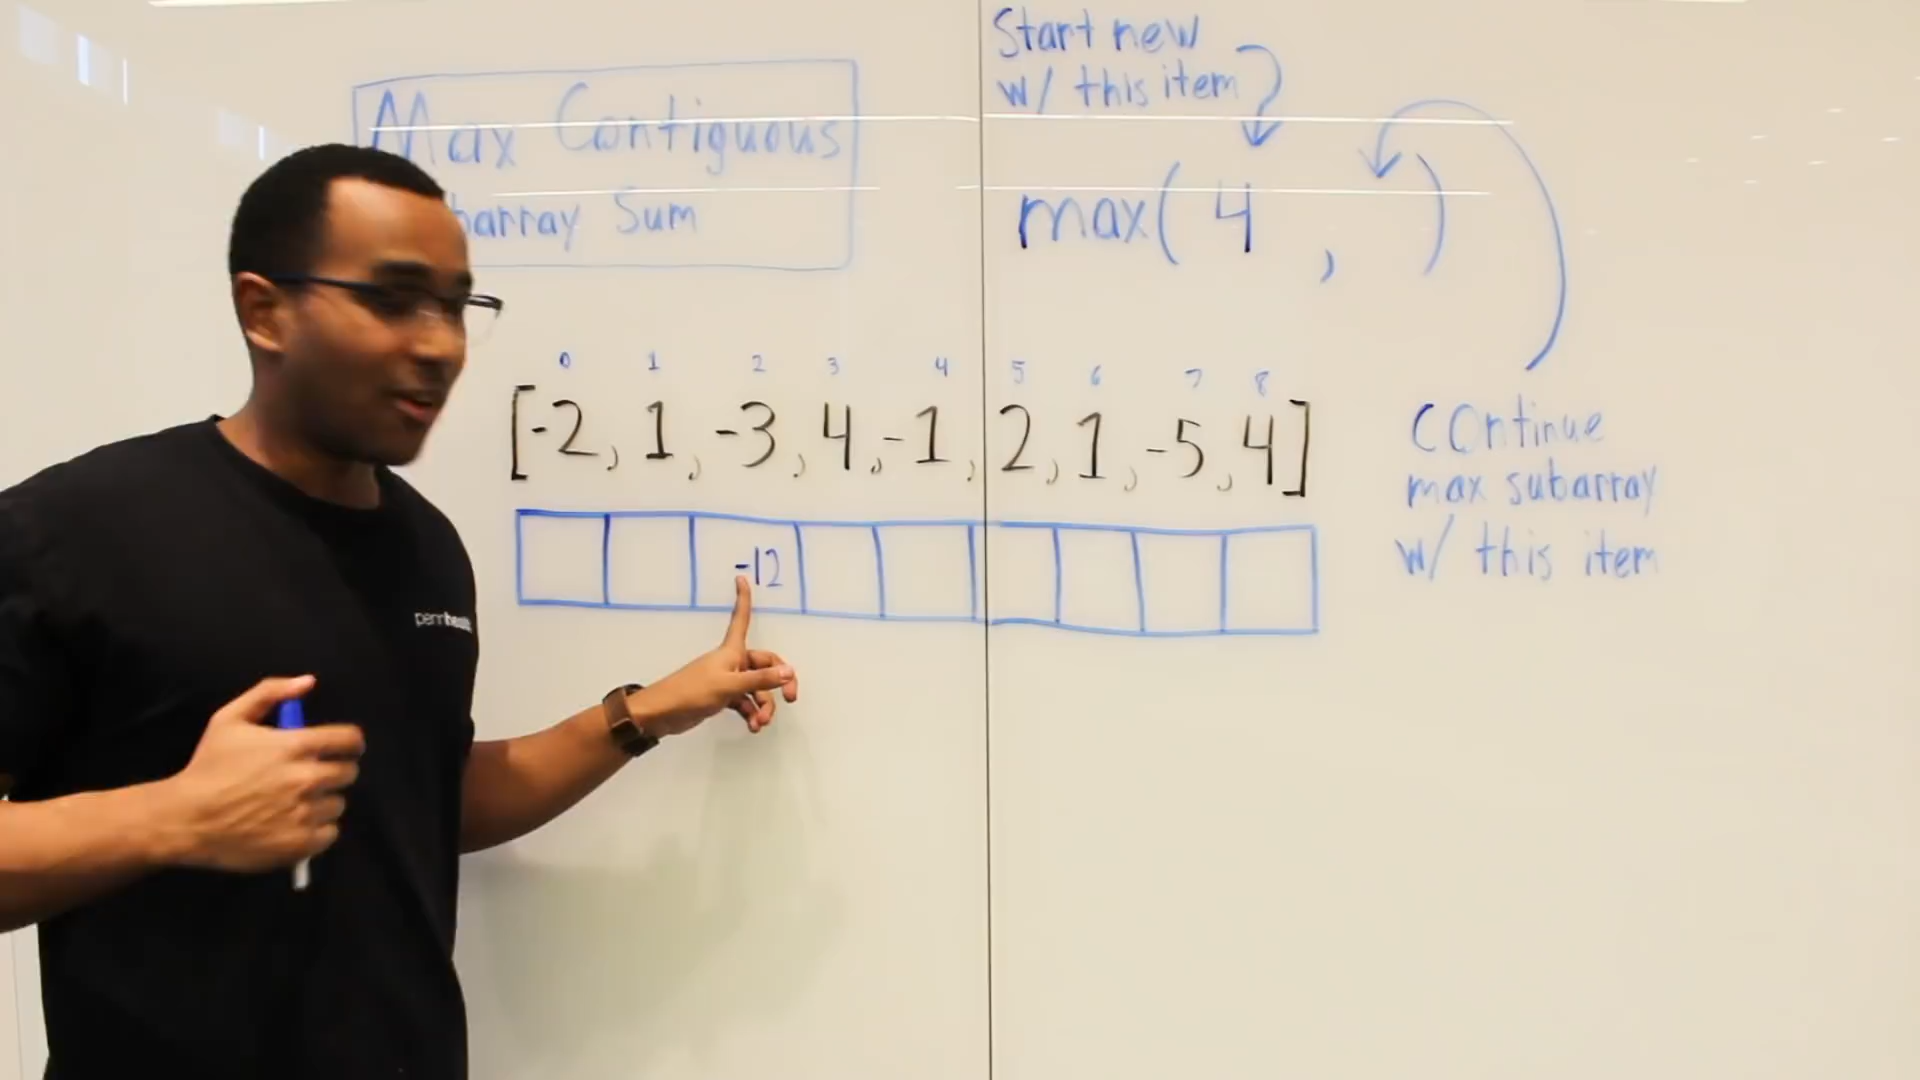 Start new
w/ this item
Max Contiguous
barray Sum
max( 4 , )
0 1 2 3 4 5 6 7 8
[-2, 1, -3, 4, -1, 2, 1, -5, 4]
-12
continue
max subarray
w/ this item